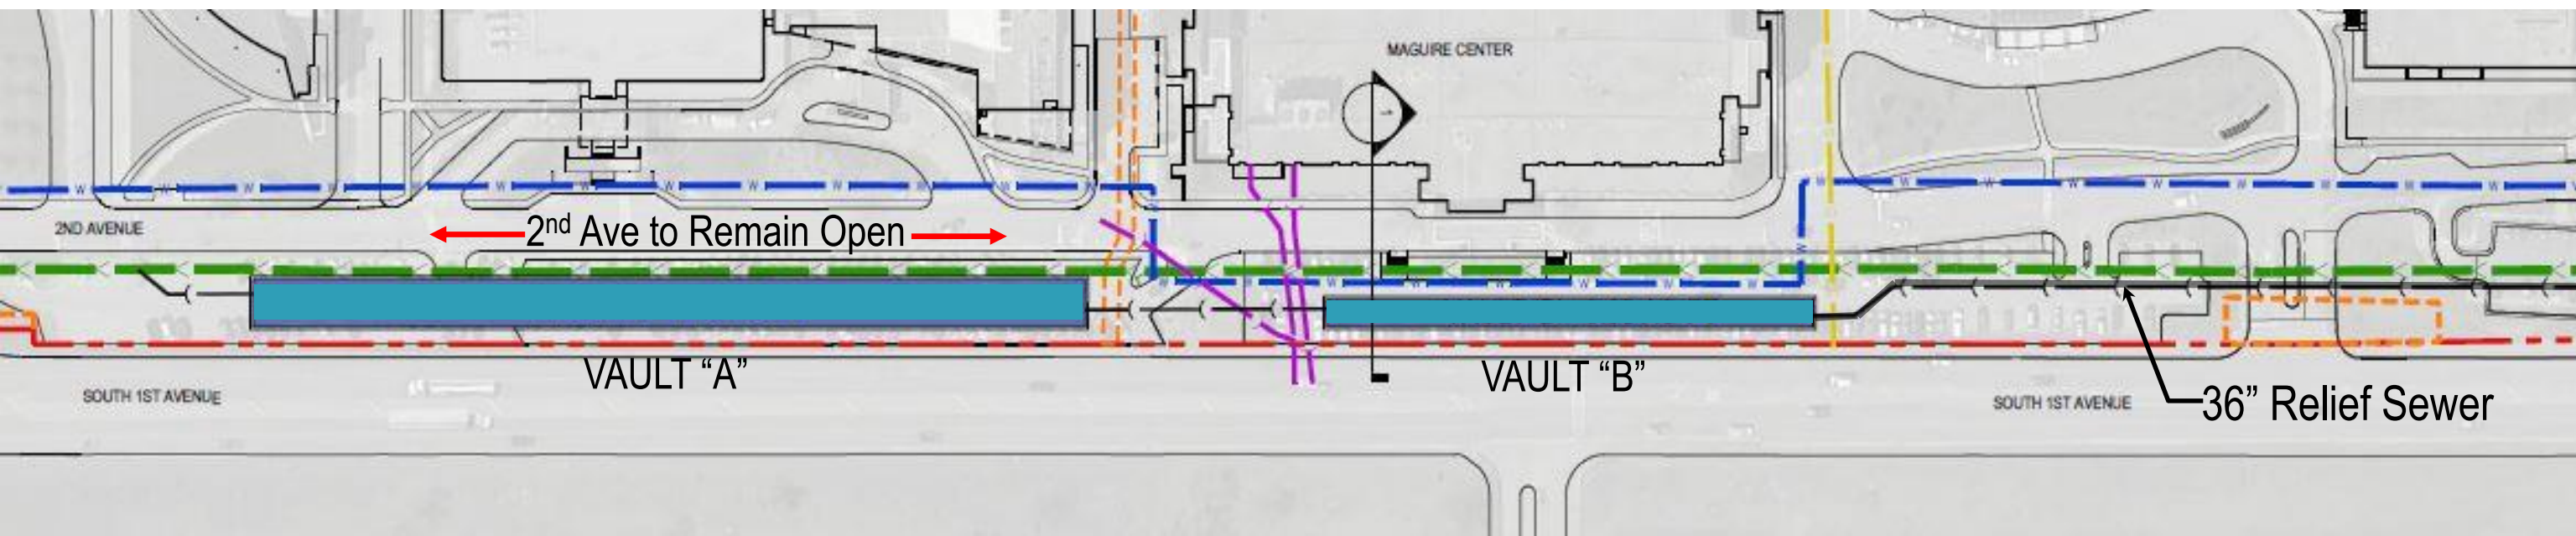 MAGUIRE CENTER
2ND AVENUE
2nd Ave to Remain Open
VAULT “A”
VAULT “B”
SOUTH 1ST AVENUE
SOUTH 1ST AVENUE
36” Relief Sewer